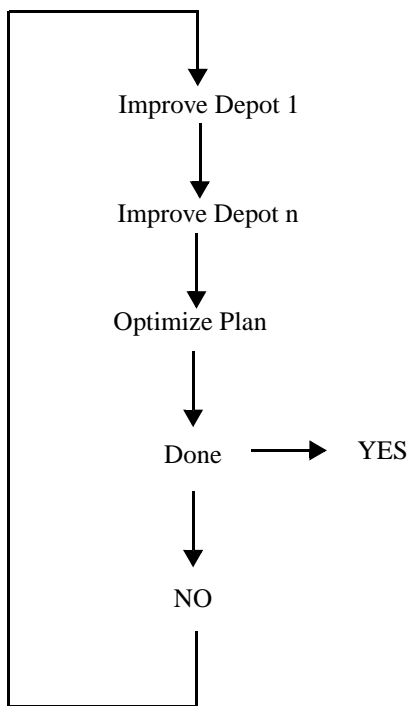 Improve Depot 1
Improve Depot n
Optimize Plan
Done
YES
NO